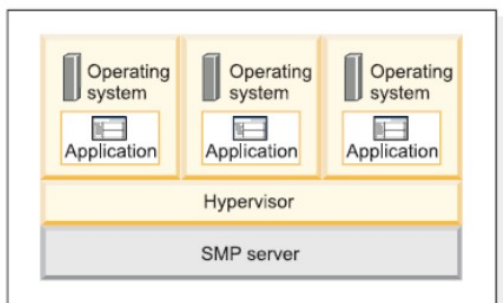 Operating system
Application
Operating system
Application
Operating system
Application
Hypervisor
SMP server